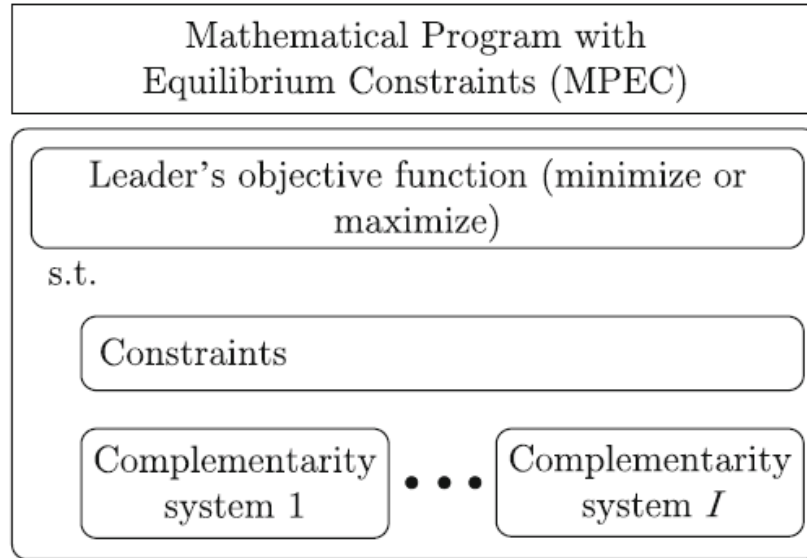 Mathematical Program with
Equilibrium Constraints (MPEC)
Leader's objective function (minimize or
maximize)
s.t.
Constraints
Complementarity
system 1
• • •
Complementarity
system I